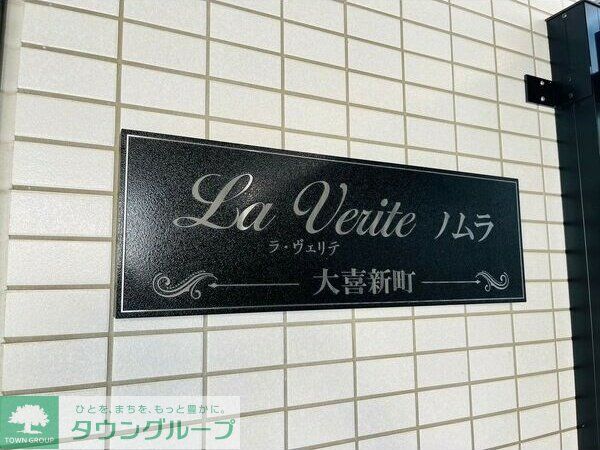 La Verite ノムラ
ラ・ヴェリテ
大喜新町
ひとを、まちを、もっと豊かに。
タウングループ
TOWN GROUP